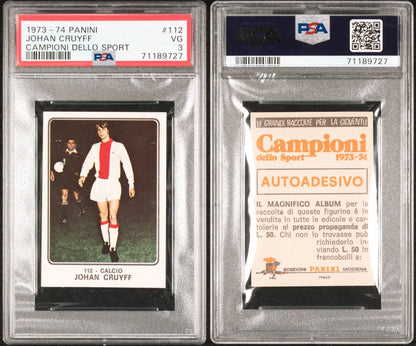 1973-74 PANINI #112
JOHAN CRUYFF VG
CAMPIONI DELLO SPORT 3
PSA 71189727
112 - CALCIO
JOHAN CRUYFF
PSA
71189727
LE GRANDI RACCOLTE PER LA GIOVENTU'
Campioni
dello Sport 1973-74
AUTOADESIVO
IL MAGNIFICO ALBUM per la
raccolta di queste figurine è in
vendita in tutte le edicole ed
al prezzo propaganda di
L. 50. Chi non lo trovasse può
richiederlo in-
viando L. 50 in
francobolli a:
EDIZIONI PANINI MODENA
ITALY